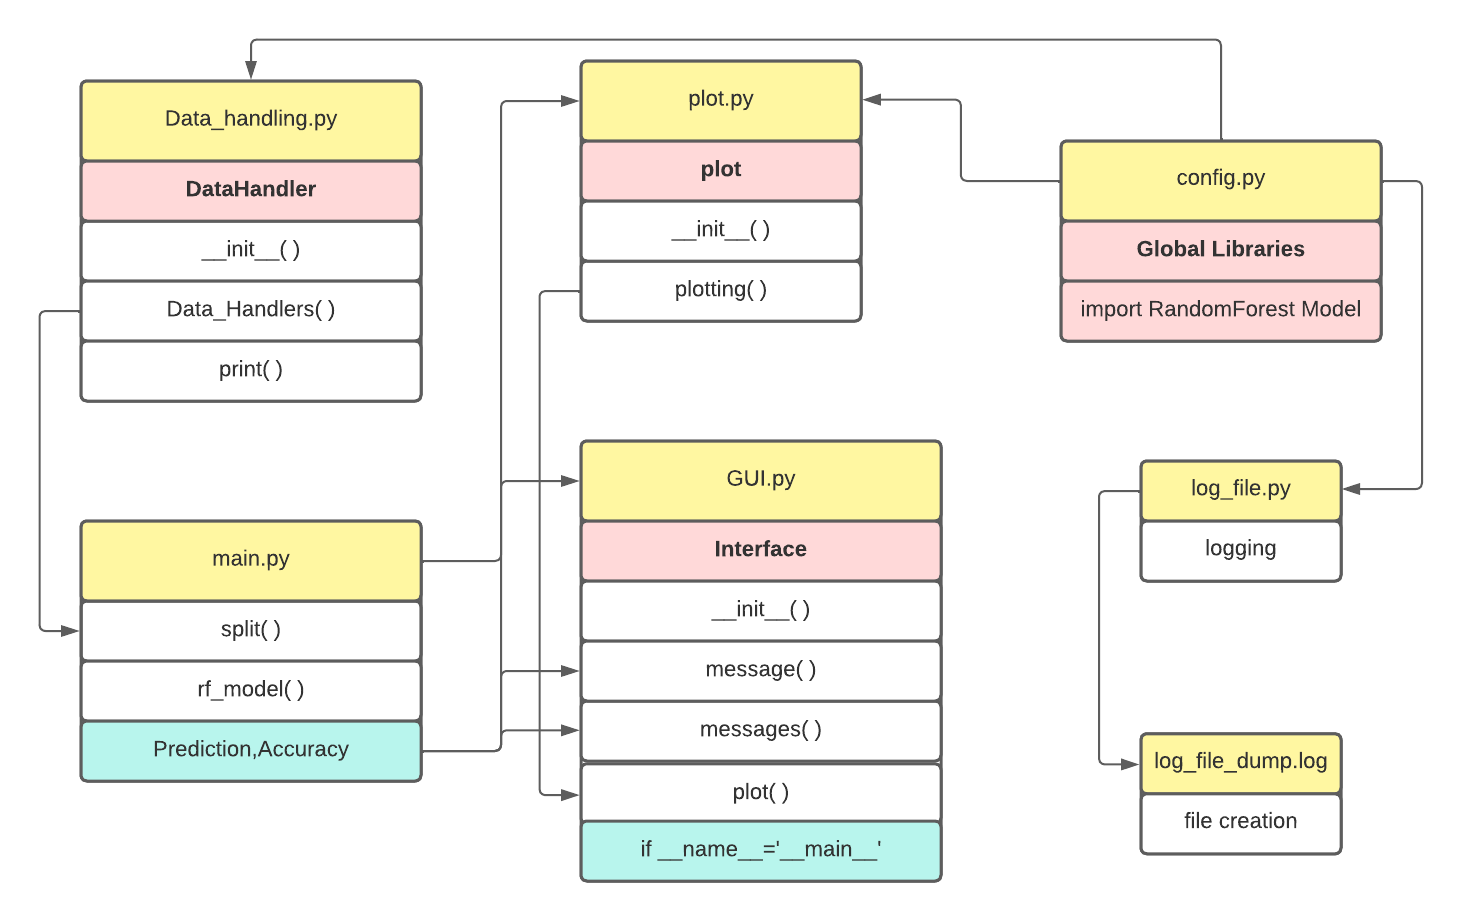 Data_handling.py
DataHandler
__init__( )
Data_Handlers( )
print( )
plot.py
plot
__init__( )
plotting( )
config.py
Global Libraries
import RandomForest Model
main.py
split( )
rf_model( )
Prediction,Accuracy
GUI.py
Interface
__init__( )
message( )
messages( )
plot( )
if __name__='__main__'
log_file.py
logging
log_file_dump.log
file creation